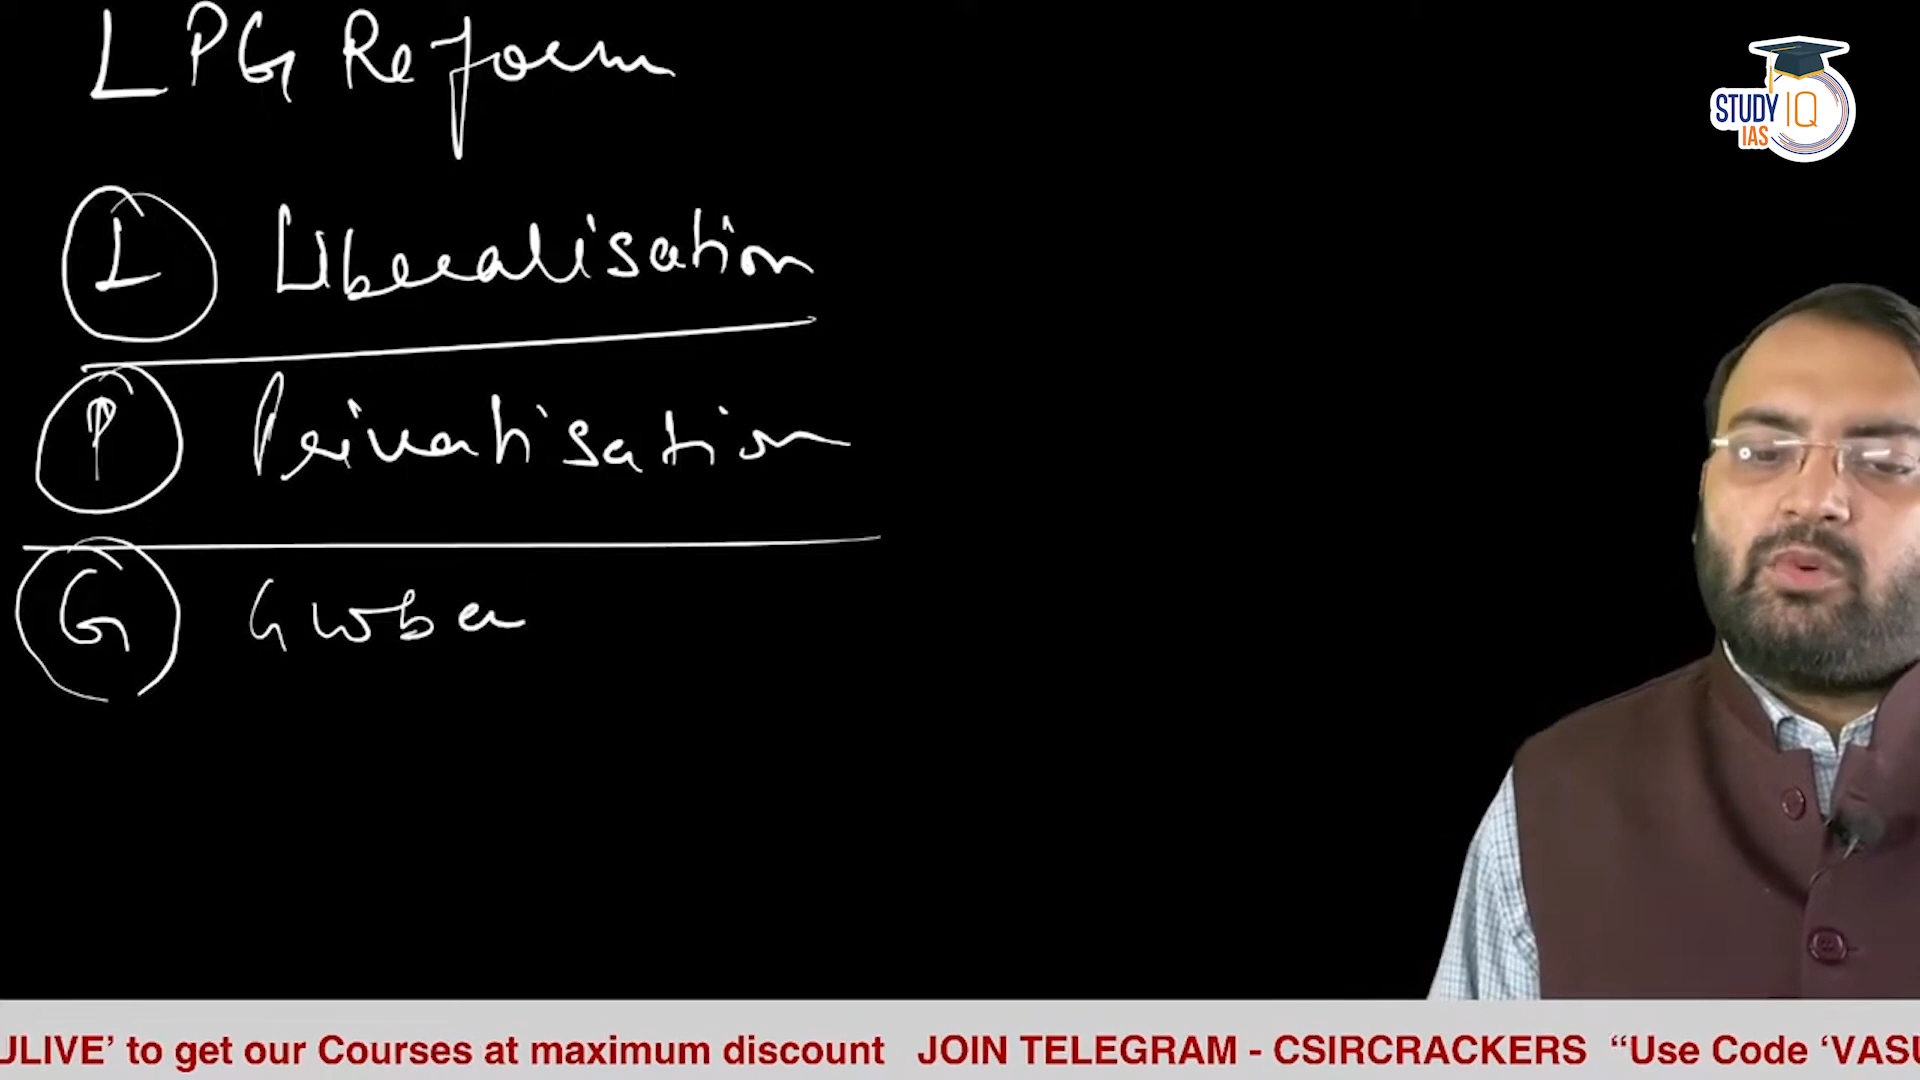 LPG Reform
L Liberalisation
P Privatisation
G Globa
STUDY IQ
IAS
ULIVE’ to get our Courses at maximum discount JOIN TELEGRAM - CSIRCRACKERS “Use Code ‘VASU